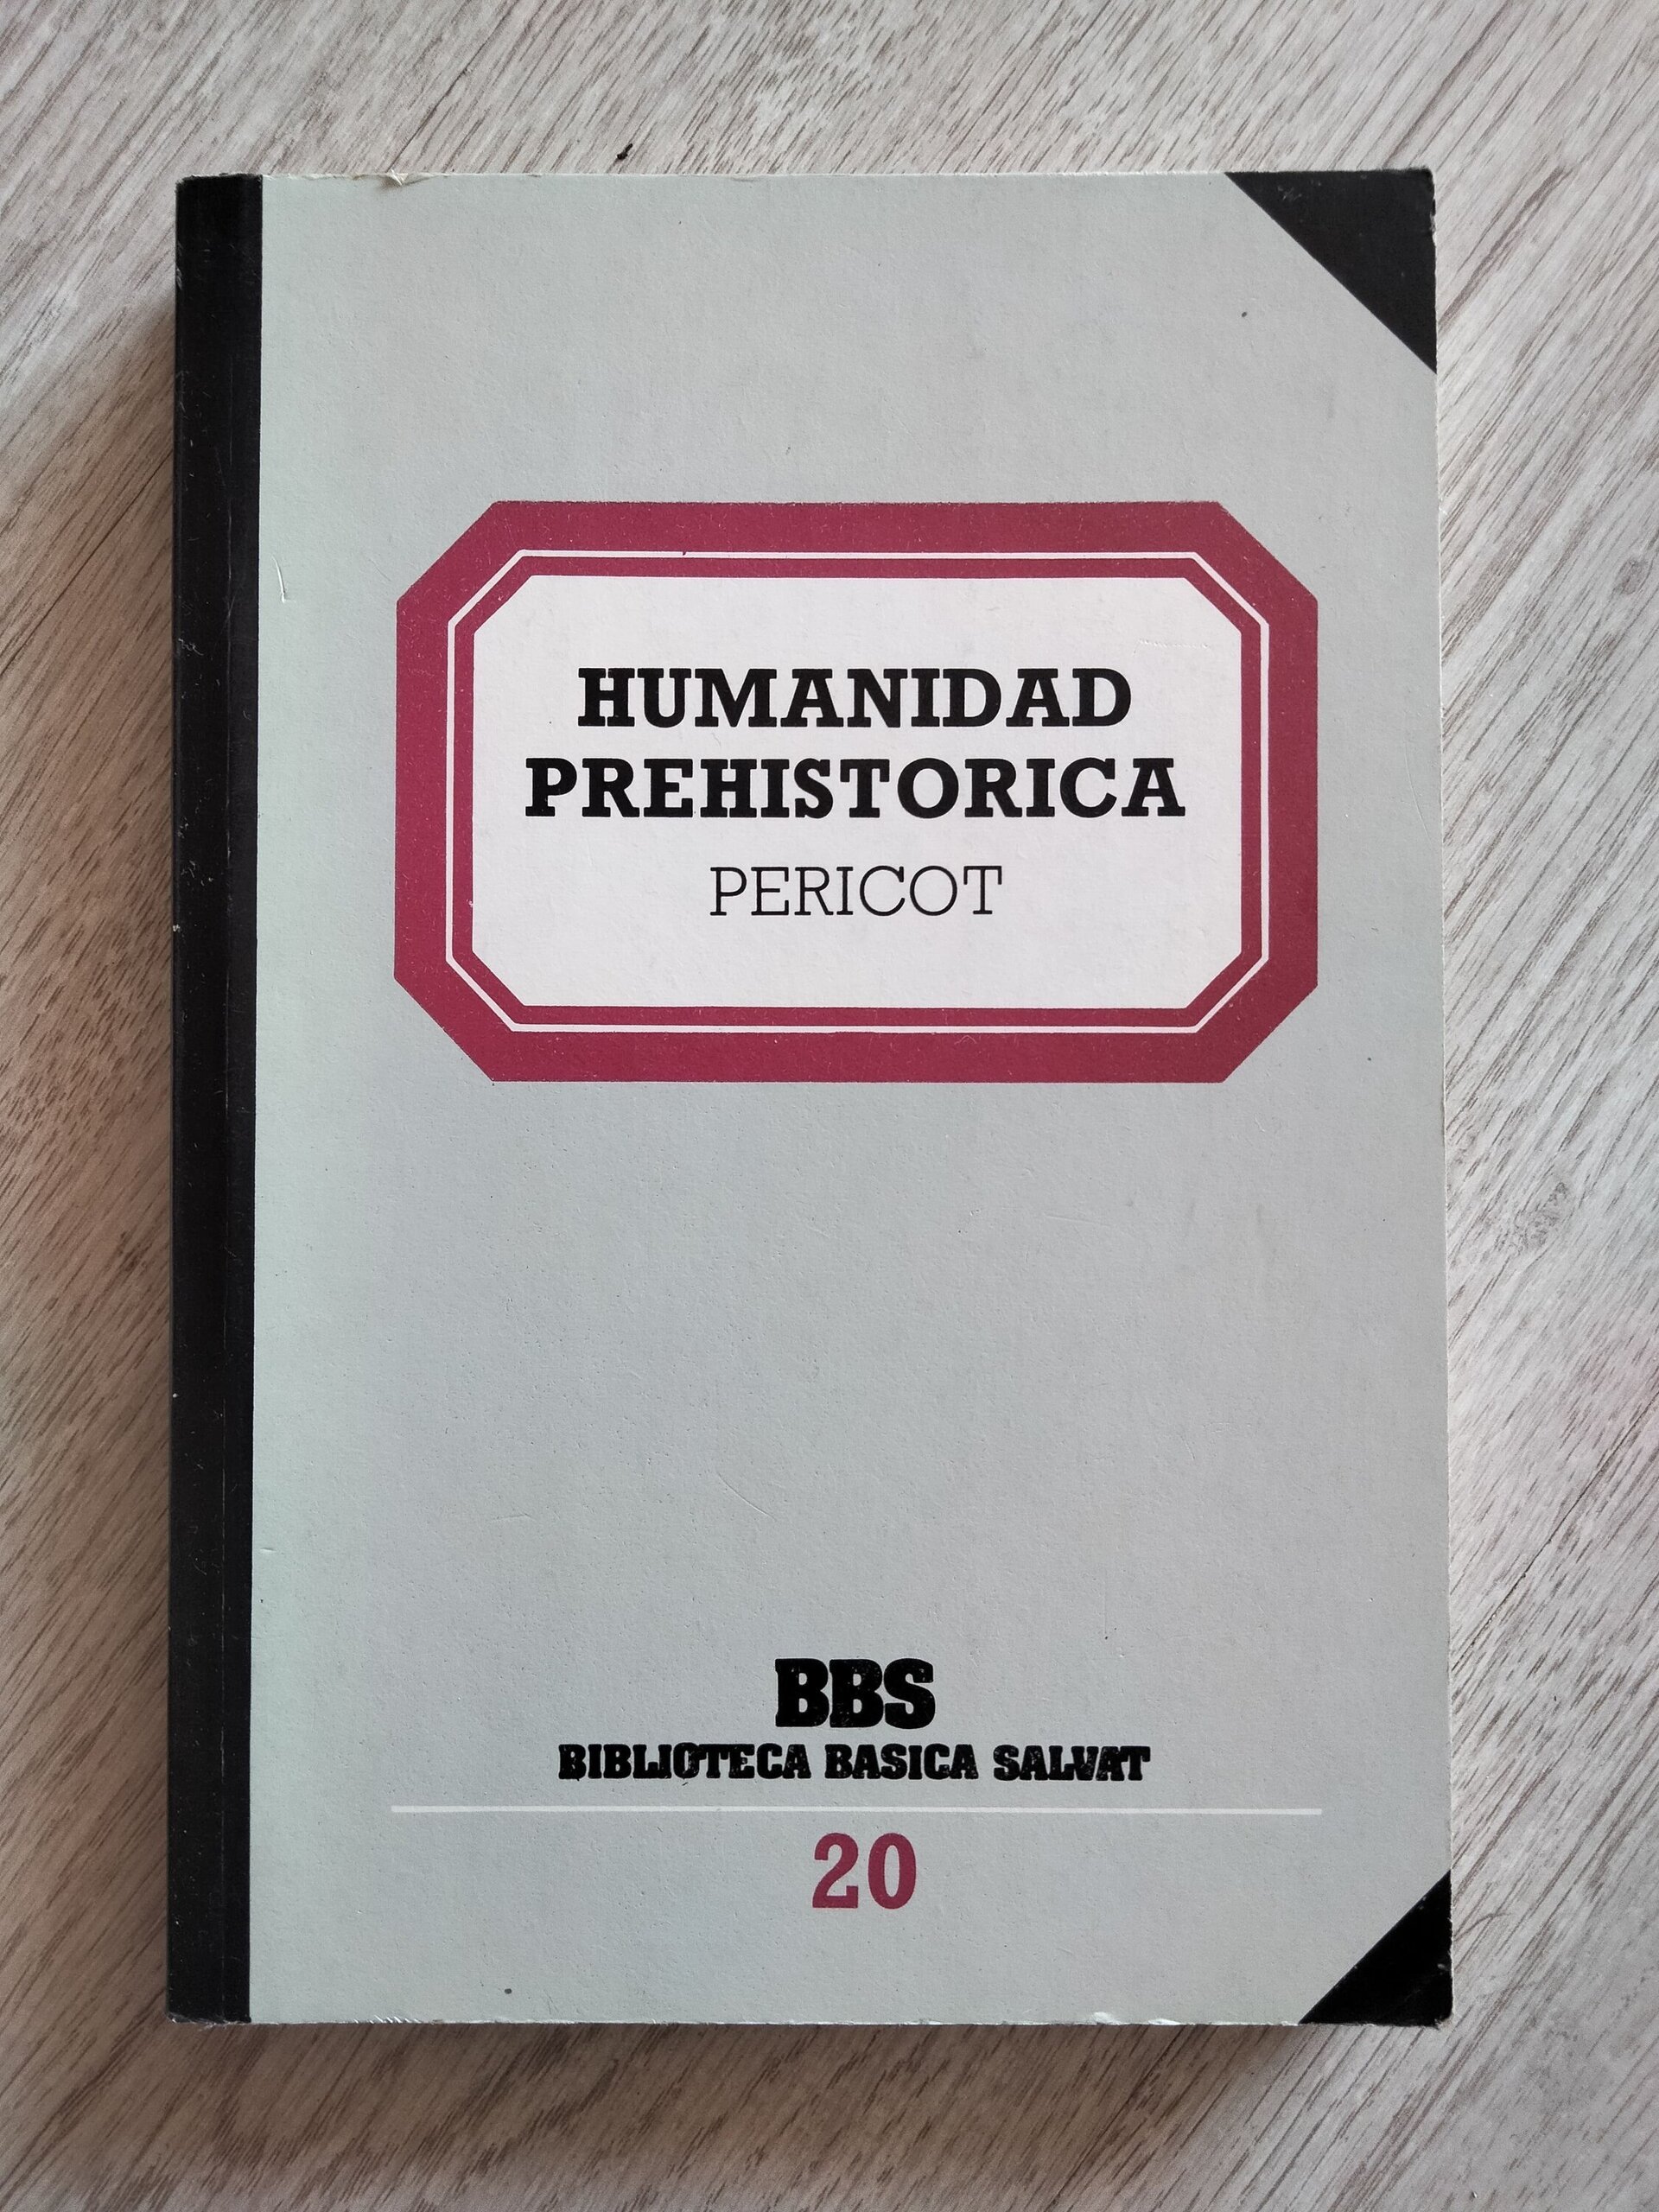 HUMANIDAD
PREHISTORICA
PERICOT
BBS
BIBLIOTECA BASICA SALVAT
20